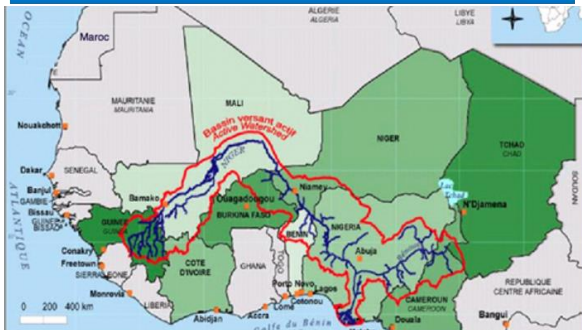 ALGERIE
ALGERIA
LIBYE
LIBYA
OCEAN
Maroc
MAURITANIE
MAURITANIA
MALI
Bassin versant actif
Active Watershed
NIGER
NIGER
TCHAD
CHAD
Nouakchott
ATLANTIQUE
Dakar
SENEGAL
Banjul
GAMBIE
Bissau
Bamako
Niamey
Lac
Tchad
N'Djamena
SOUDAN
Ouagadougou
BURKINA FASO
GUINEE
BENIN
NIGERIA
Abuja
Conakry
Freetown
SIERRA LEONE
COTE
D'IVOIRE
GHANA
TOGO
Porto Novo
Lagos
Cotonou
Lome
Accra
Abidjan
Monrovia
LIBERIA
CAMEROUN
CAMEROON
Douala
REPUBLIQUE
CENTRE AFRICAINE
Bangui
Golfe du Bénin
0 200 400 km